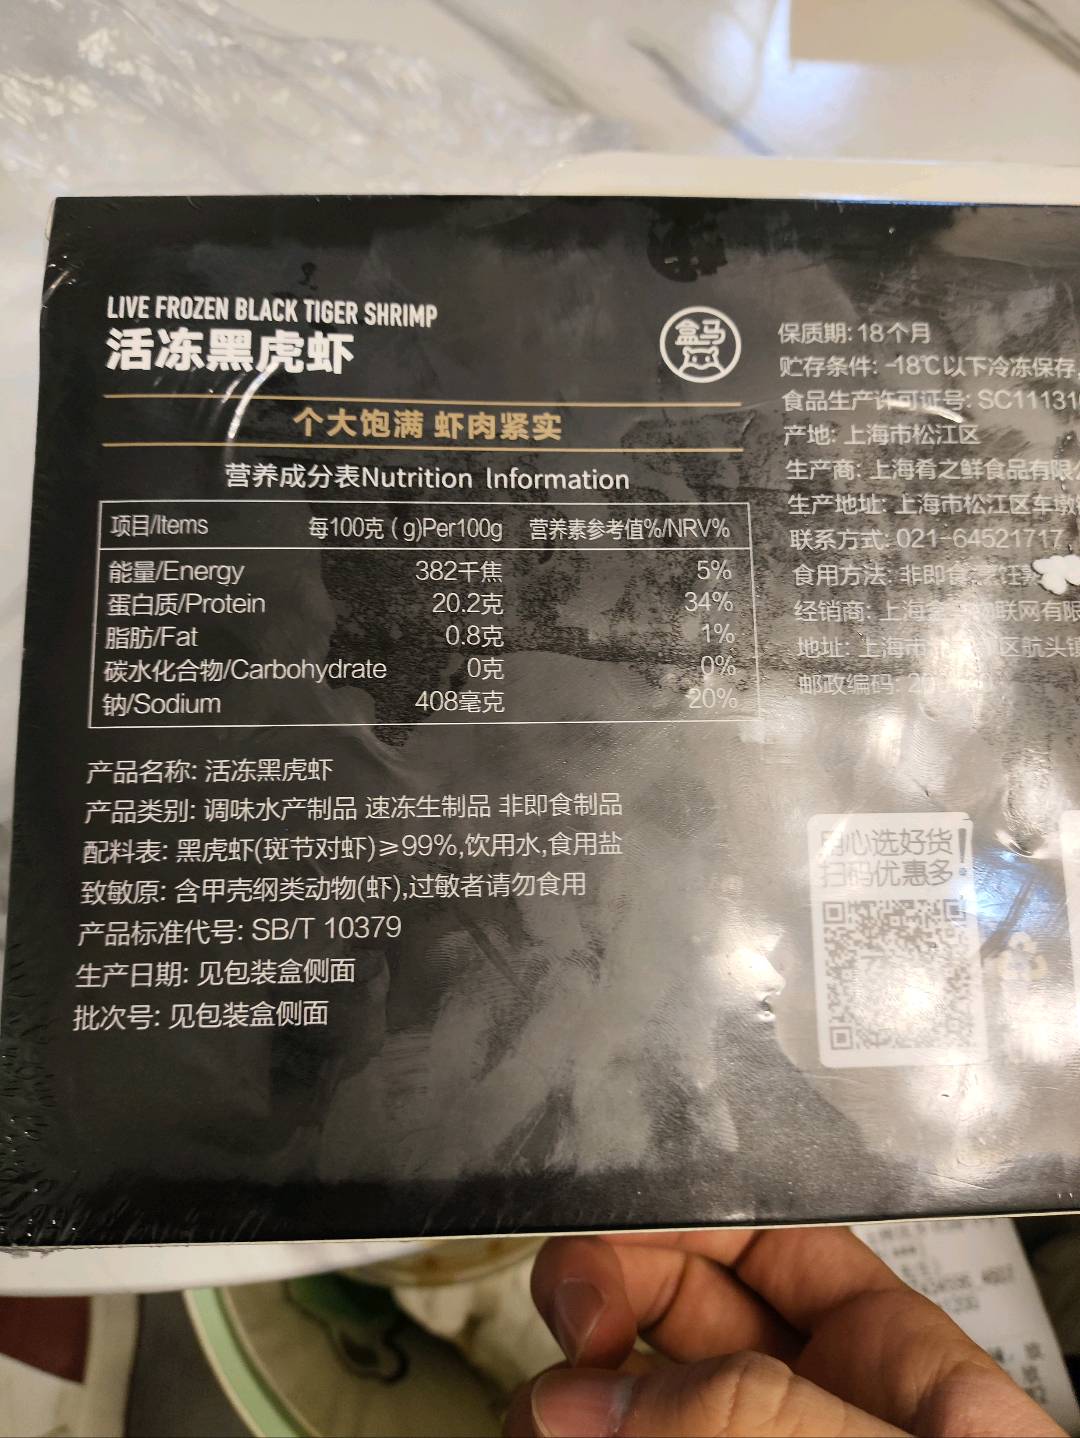 LIVE FROZEN BLACK TIGER SHRIMP
活冻黑虎虾
盒马
个大饱满 虾肉紧实
营养成分表Nutrition Information
项目/Items 每100克 (g)Per100g 营养素参考值%/NRV%
能量/Energy 382千焦 5%
蛋白质/Protein 20.2克 34%
脂肪/Fat 0.8克 1%
碳水化合物/Carbohydrate 0克 0%
钠/Sodium 408毫克 20%
产品名称: 活冻黑虎虾
产品类别: 调味水产制品 速冻生制品 非即食制品
配料表: 黑虎虾(斑节对虾)≥99%,饮用水,食用盐
致敏原: 含甲壳纲类动物(虾),过敏者请勿食用
产品标准代号: SB/T 10379
生产日期: 见包装盒侧面
批次号: 见包装盒侧面
保质期: 18个月
贮存条件: -18℃以下冷冻保存,
食品生产许可证号: SC11131
产地: 上海市松江区
生产商: 上海肴之鲜食品有限
生产地址: 上海市松江区车墩
联系方式: 021-64521717
食用方法: 非即食 烹饪
经销商: 上海 物联网有限
地址: 上海市 区航头镇
邮政编码: 20
用心选好货!
扫码优惠多!